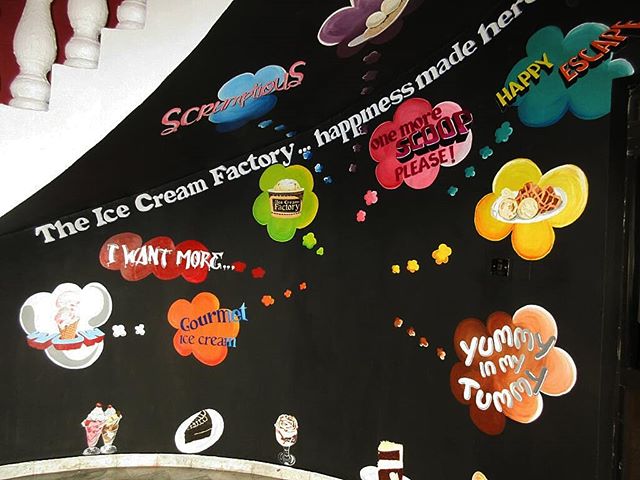 Scrumptious
HAPPY
ESCAPE
The Ice Cream Factory... happiness made here
one more
SCOOP
PLEASE!
Ice Cream
Factory
I WANT MORE...
Gourmet
ice cream
YUMMY
in my
TUMMY